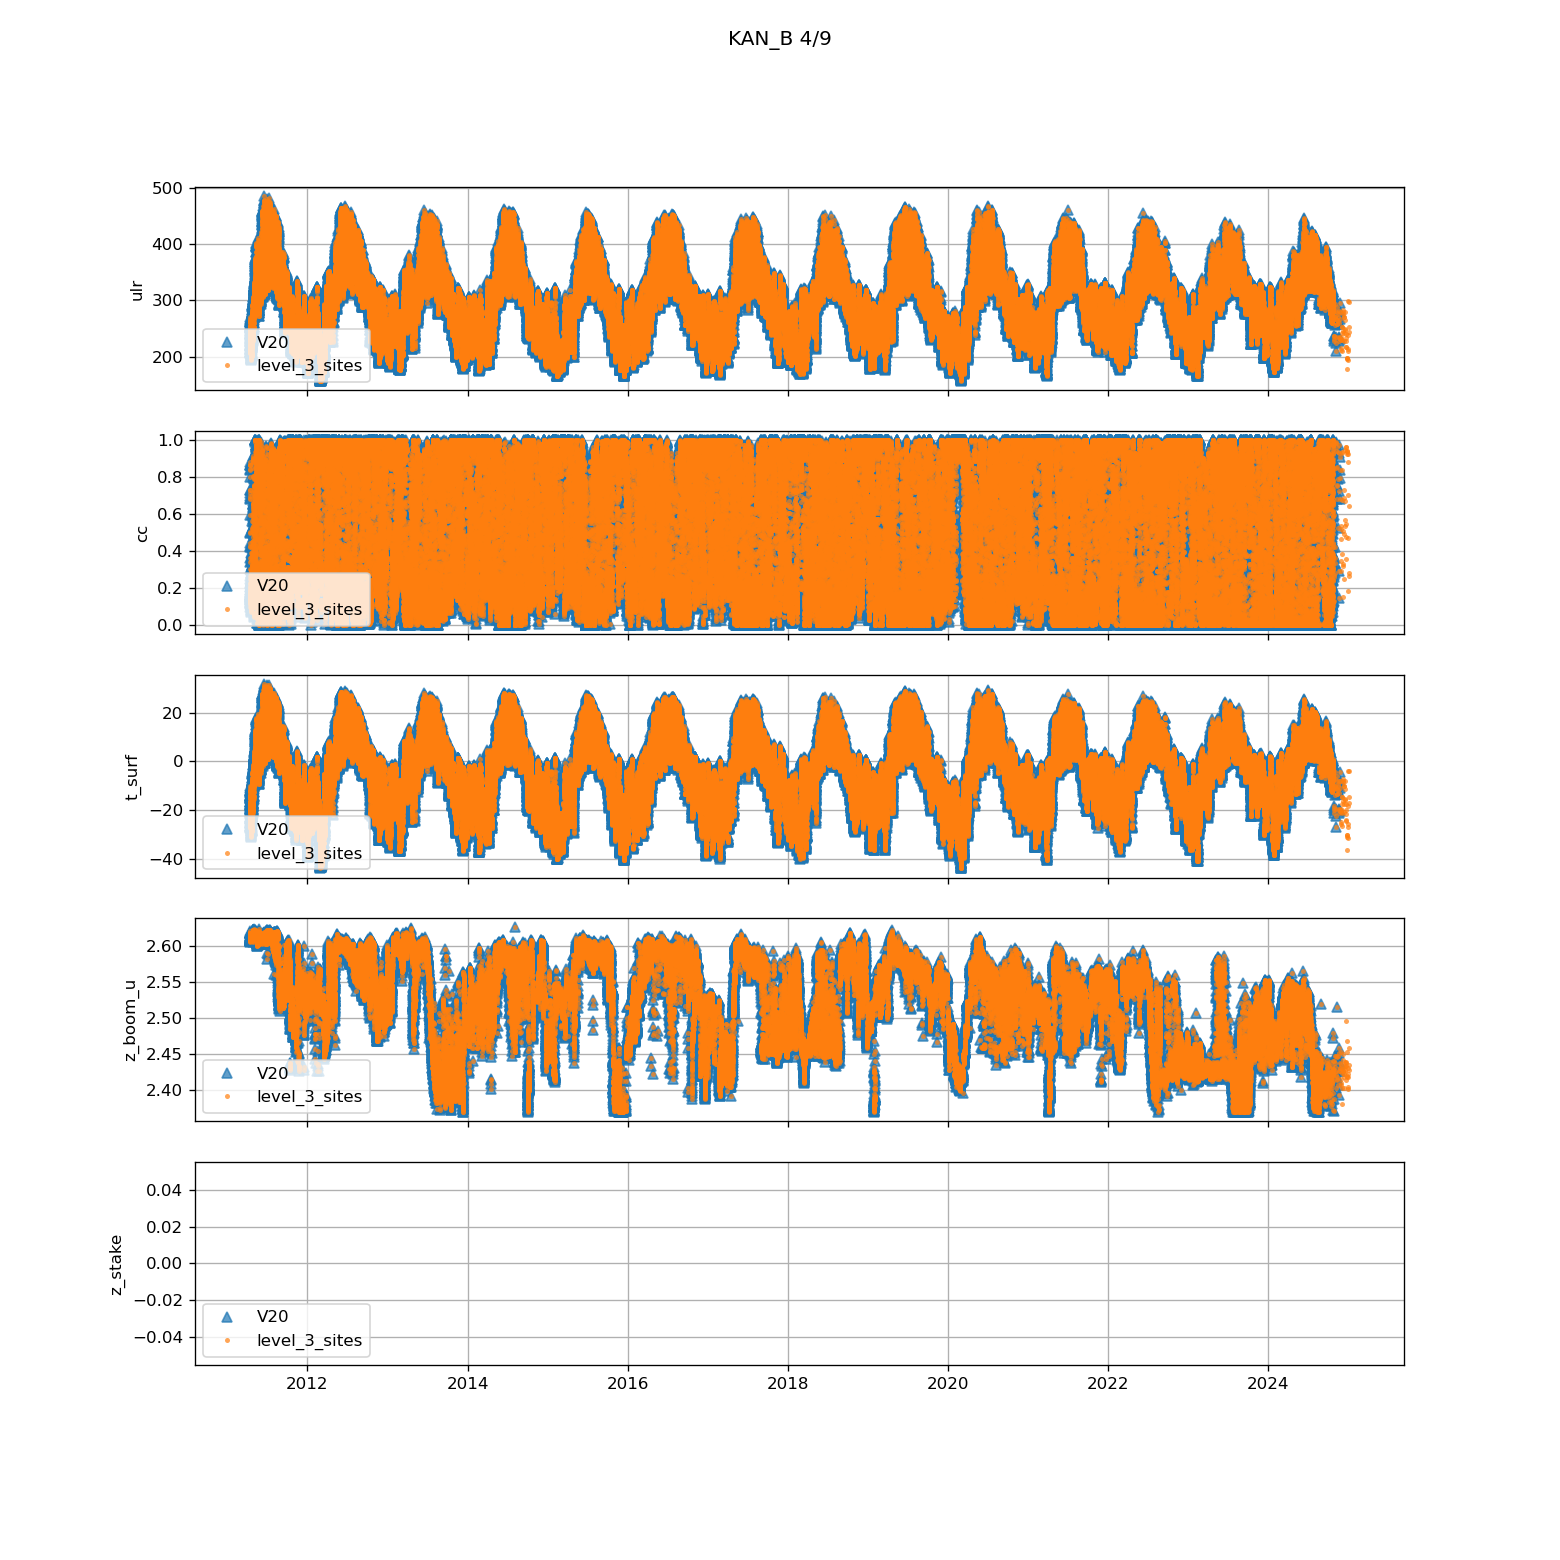 KAN_B 4/9
500
400
300
200
ulr
V20
level_3_sites
1.0
0.8
0.6
0.4
0.2
0.0
cc
V20
level_3_sites
20
0
−20
−40
t_surf
V20
level_3_sites
2.60
2.55
2.50
2.45
2.40
z_boom_u
V20
level_3_sites
0.04
0.02
0.00
−0.02
−0.04
z_stake
V20
level_3_sites
2012 2014 2016 2018 2020 2022 2024